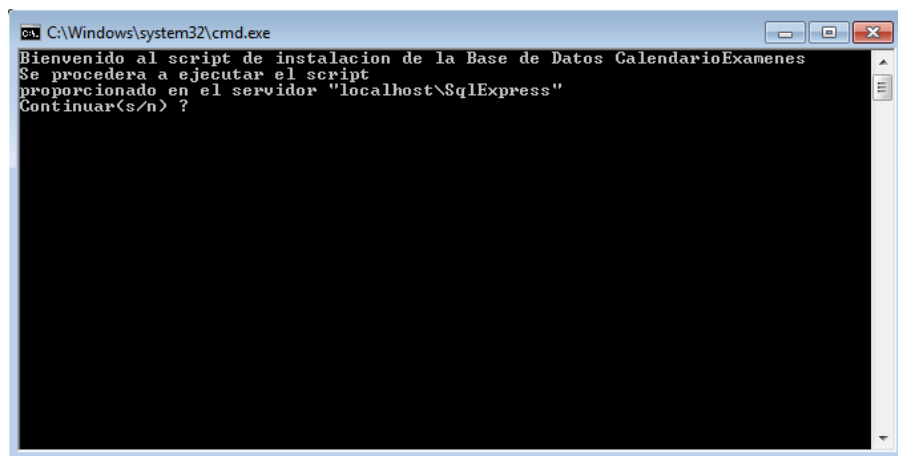 C:\Windows\system32\cmd.exe
Bienvenido al script de instalacion de la Base de Datos CalendarioExamenes
Se procedera a ejecutar el script
proporcionado en el servidor "localhost\SqlExpress"
Continuar(s/n) ?